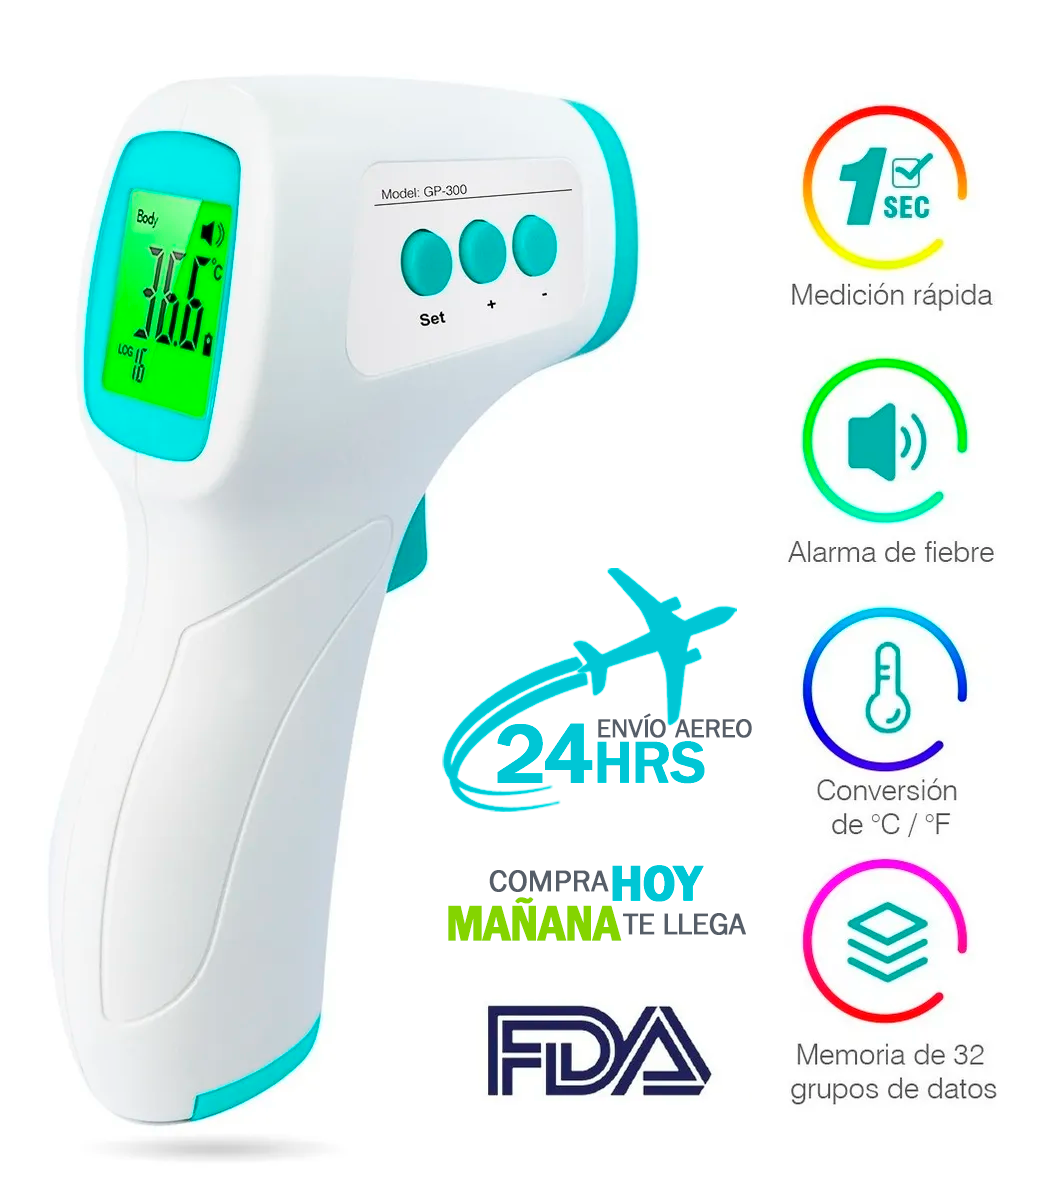 Model: GP-300
Body
36.6 °C
LOG 16
Set
+
-
1 SEC
Medición rápida
Alarma de fiebre
Conversión
de °C / °F
Memoria de 32
grupos de datos
ENVÍO AEREO
24HRS
COMPRA HOY
MAÑANA TE LLEGA
FDA